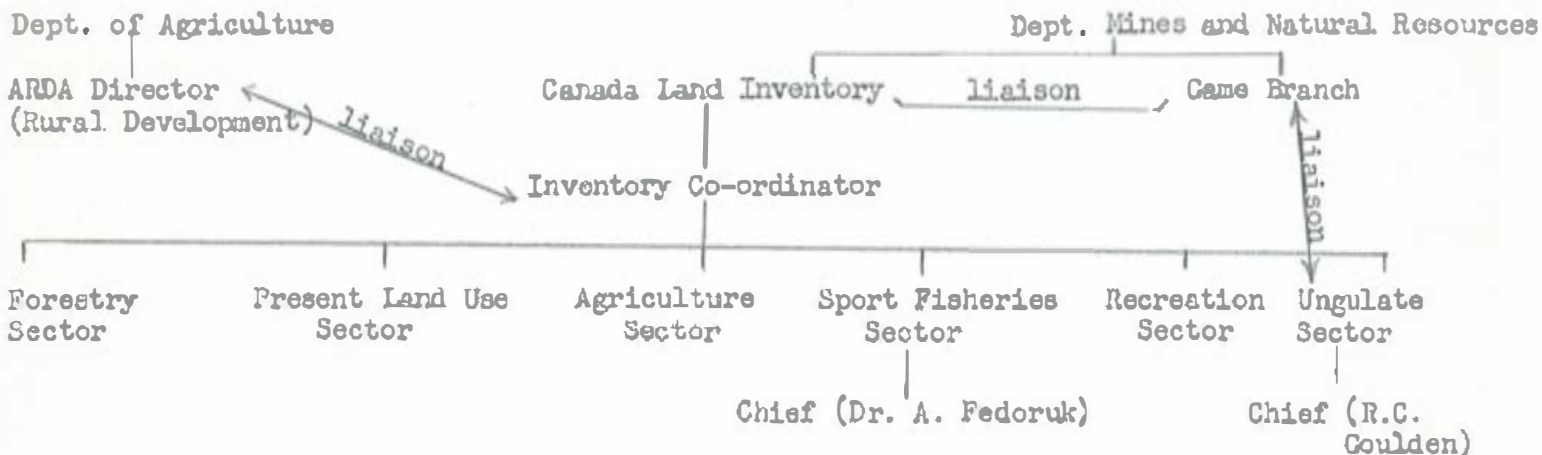 Dept. of Agriculture
Dept. Mines and Natural Resources
ARDA Director
(Rural Development)
liaison
Canada Land Inventory
liaison
Game Branch
liaison
Inventory Co-ordinator
Forestry
Sector
Present Land Use
Sector
Agriculture
Sector
Sport Fisheries
Sector
Recreation
Sector
Ungulate
Sector
Chief (Dr. A. Fedoruk)
Chief (R.C.
Goulden)